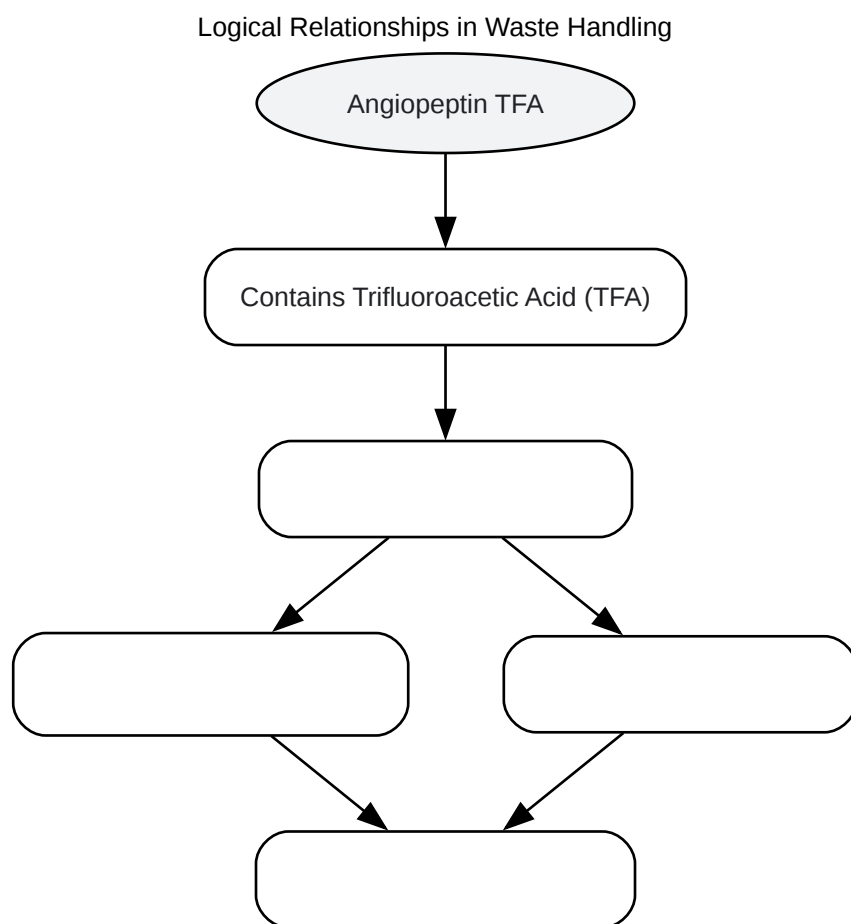 Logical Relationships in Waste Handling
Angiopeptin TFA
Contains Trifluoroacetic Acid (TFA)